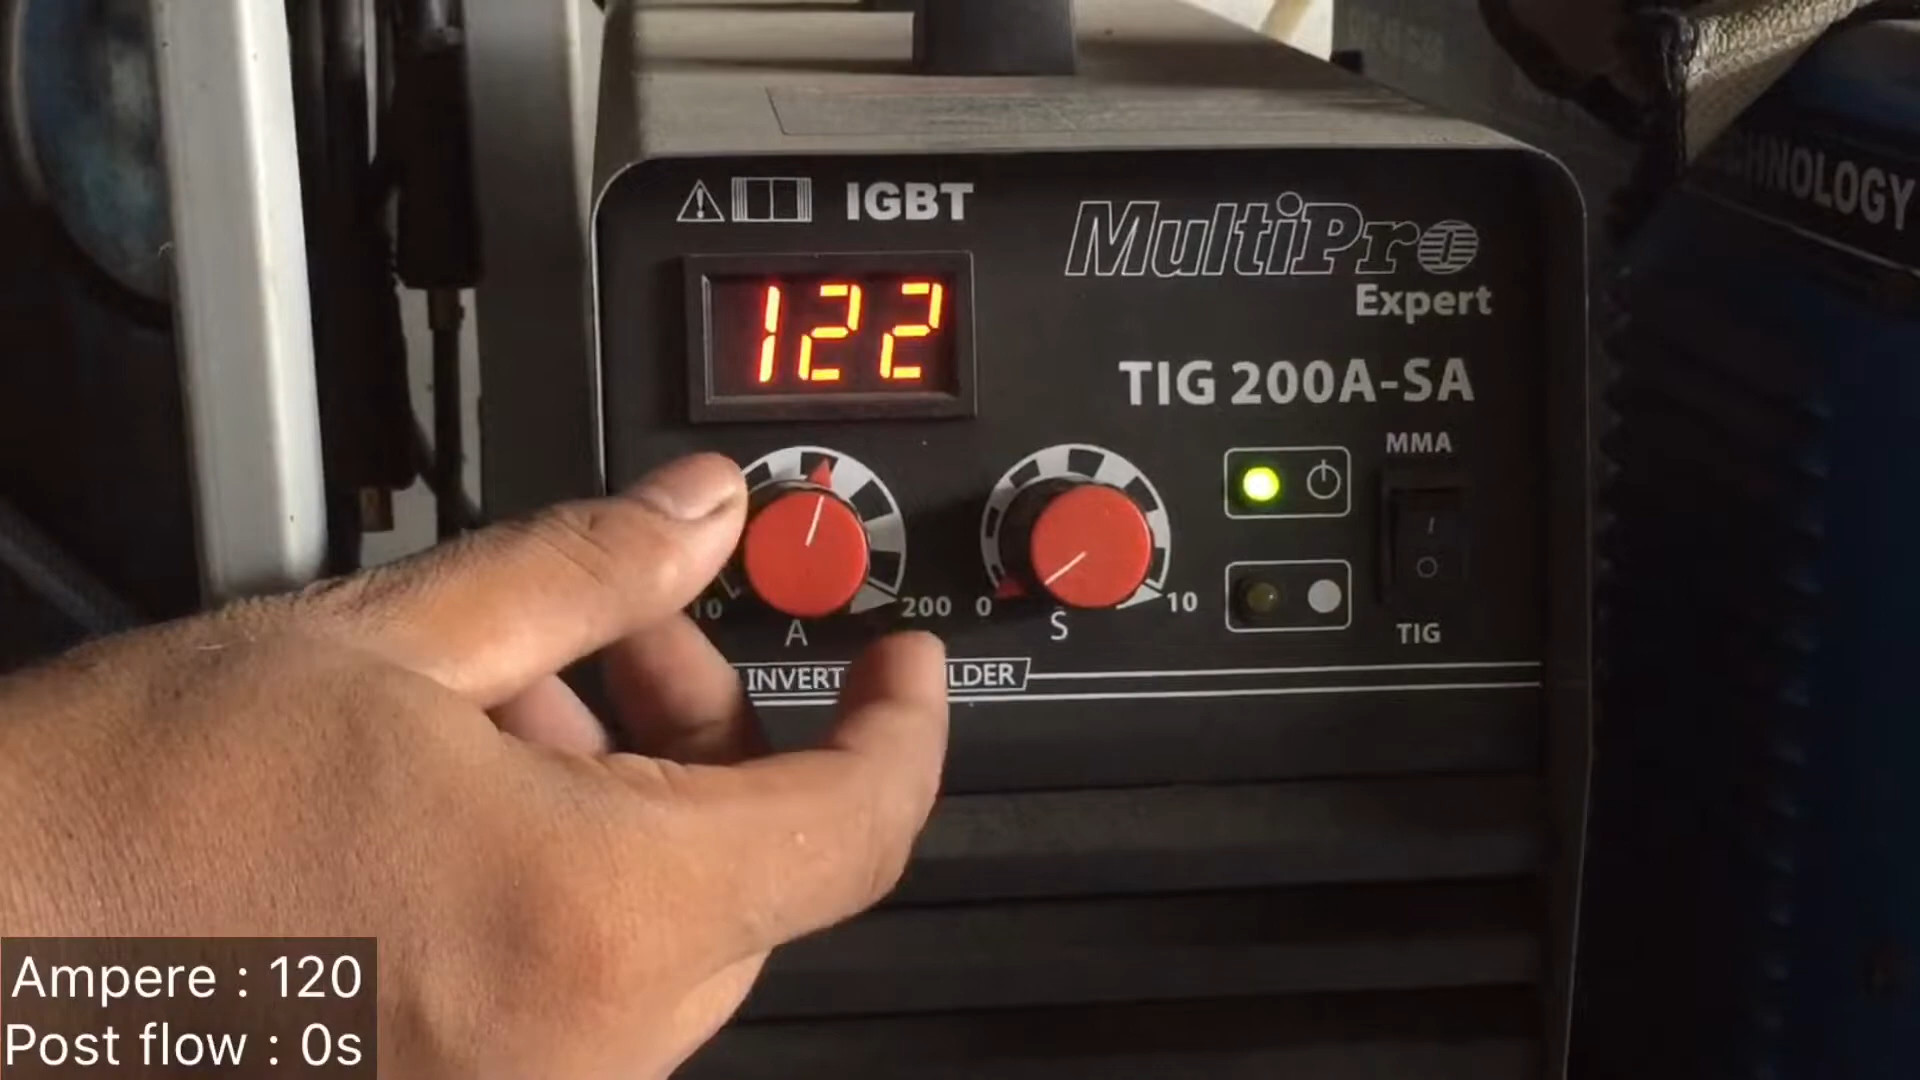 IGBT
MultiPro
Expert
122
TIG 200A-SA
MMA
10
200
A
0
10
S
TIG
INVERT LDER
Ampere : 120
Post flow : 0s
HNOLOGY